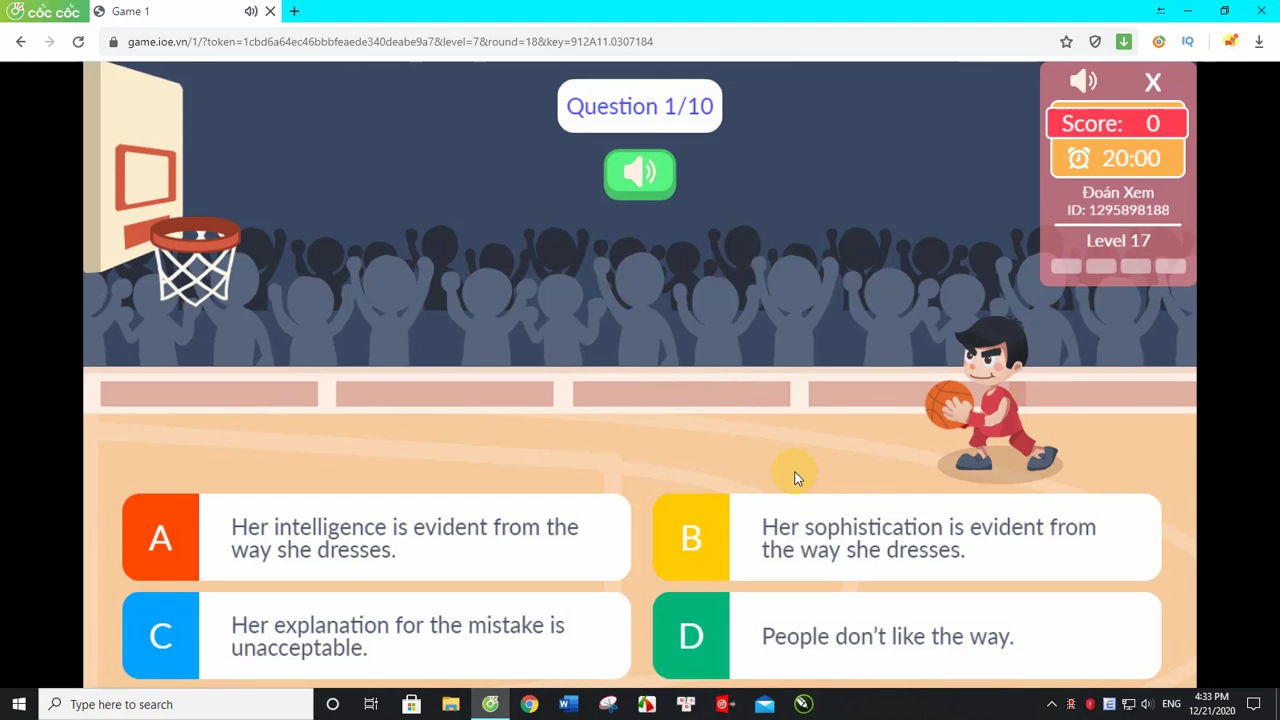 cốc cốc
Game 1
game.ioe.vn/1/?token=1cbd6a64ec46bbbfeaede340deabe9a7&level=7&round=18&key=912A11.0307184
IQ
Question 1/10
X
Score: 0
20:00
Đoán Xem
ID: 1295898188
Level 17
A
Her intelligence is evident from the
way she dresses.
B
Her sophistication is evident from
the way she dresses.
C
Her explanation for the mistake is
unacceptable.
D
People don't like the way.
Type here to search
ENG
4:33 PM
12/21/2020